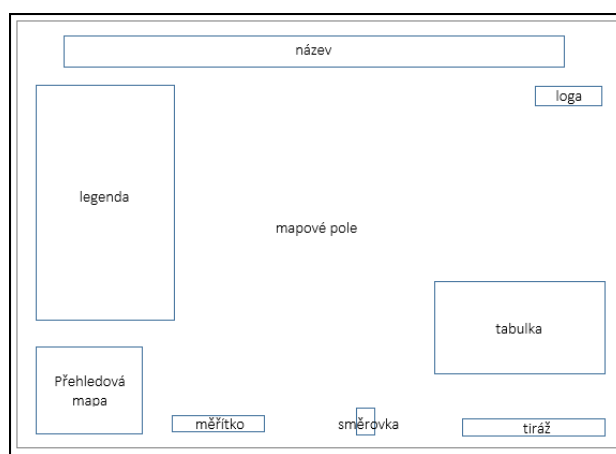 název
loga
legenda
mapové pole
tabulka
Přehledová
mapa
měřítko
směrovka
tiráž